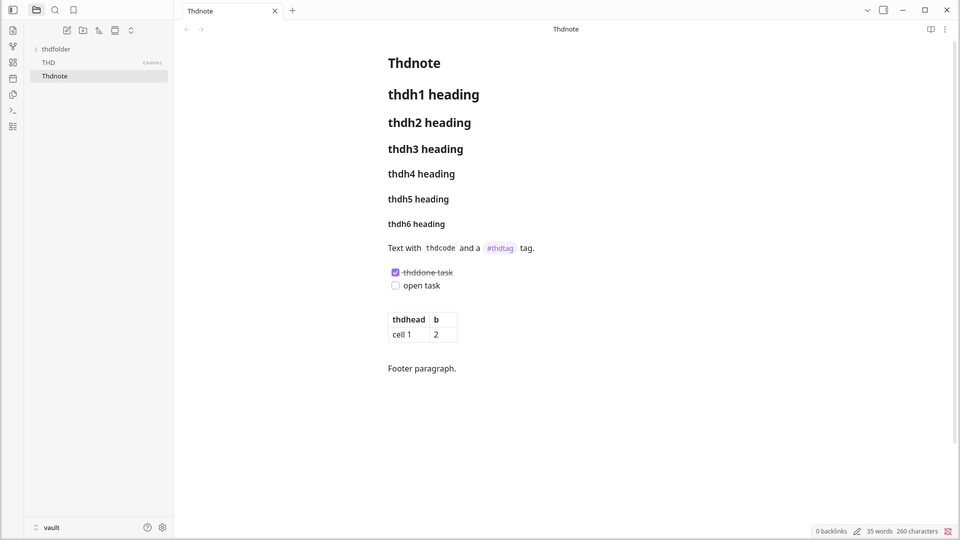 Thdnote
Thdnote
thdfolder
THD CANVAS
Thdnote
Thdnote
thdh1 heading
thdh2 heading
thdh3 heading
thdh4 heading
thdh5 heading
thdh6 heading
Text with thdcode and a #thdtag tag.
thddone task
open task
thdhead b
cell 1 2
Footer paragraph.
vault
0 backlinks 35 words 260 characters